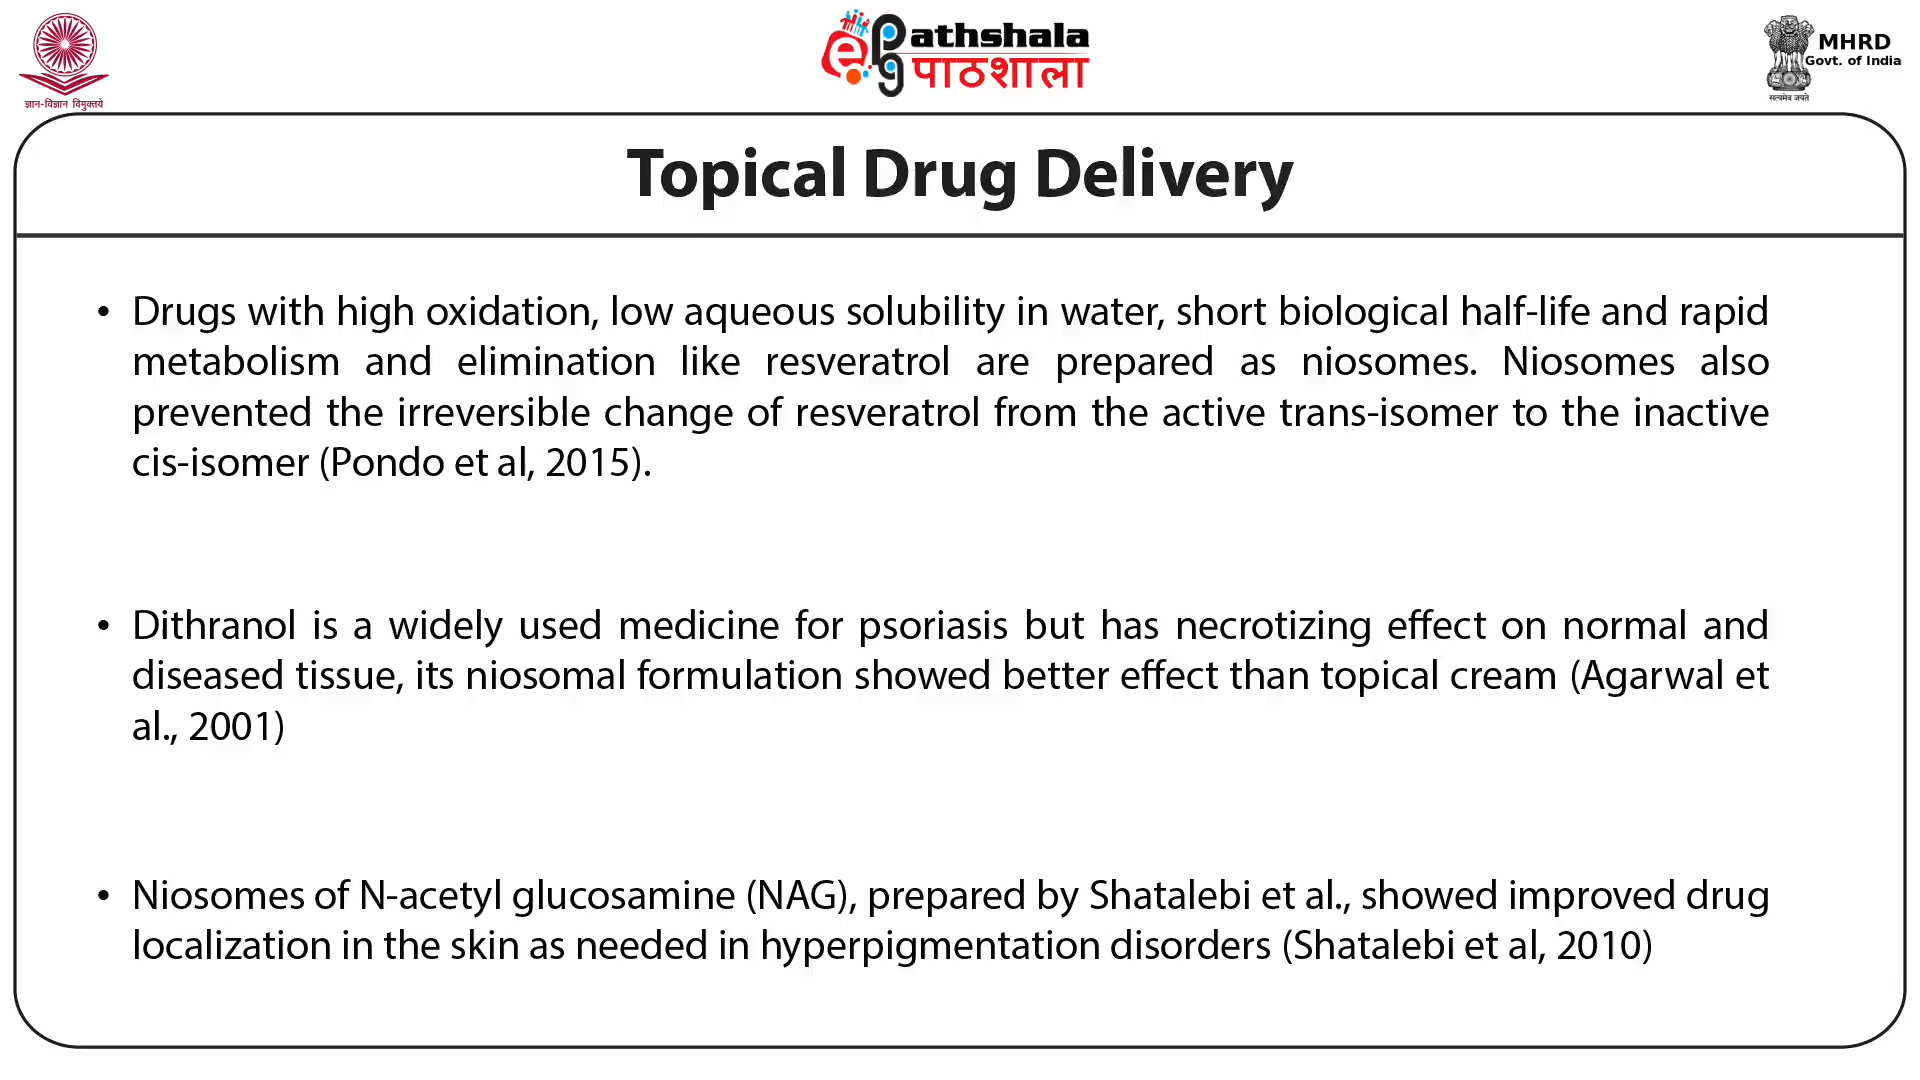 ज्ञान-विज्ञान विमुक्तये
e Pg athshala
पाठशाला
MHRD
Govt. of India
सत्यमेव जयते
Topical Drug Delivery
• Drugs with high oxidation, low aqueous solubility in water, short biological half-life and rapid
metabolism and elimination like resveratrol are prepared as niosomes. Niosomes also
prevented the irreversible change of resveratrol from the active trans-isomer to the inactive
cis-isomer (Pondo et al, 2015).
• Dithranol is a widely used medicine for psoriasis but has necrotizing effect on normal and
diseased tissue, its niosomal formulation showed better effect than topical cream (Agarwal et
al., 2001)
• Niosomes of N-acetyl glucosamine (NAG), prepared by Shatalebi et al., showed improved drug
localization in the skin as needed in hyperpigmentation disorders (Shatalebi et al, 2010)